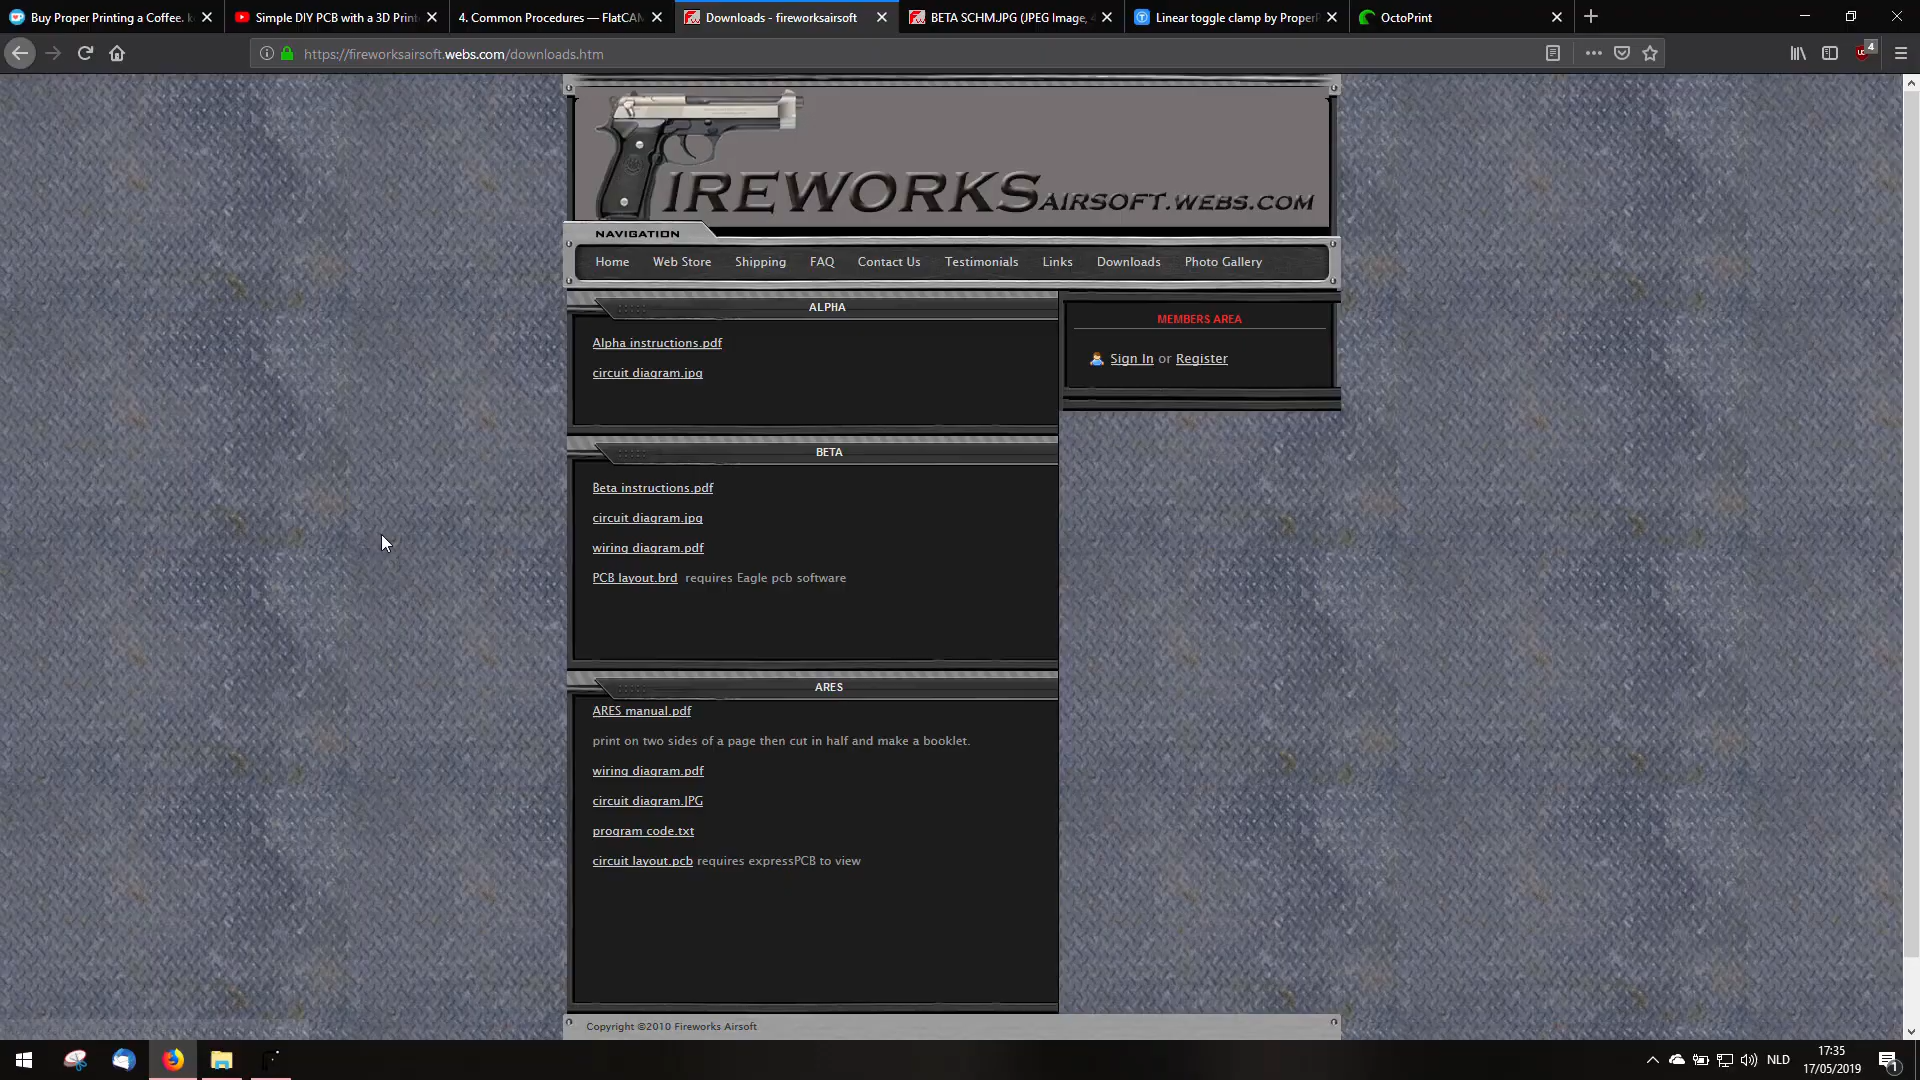 Buy Proper Printing a Coffee. k
Simple DIY PCB with a 3D Print
4. Common Procedures — FlatCAM
Downloads - fireworksairsoft
BETA SCHM.JPG (JPEG Image,
Linear toggle clamp by ProperP
OctoPrint
https://fireworksairsoft.webs.com/downloads.htm
4
IREWORKSAIRSOFT.WEBS.COM
NAVIGATION
Home Web Store Shipping FAQ Contact Us Testimonials Links Downloads Photo Gallery
ALPHA
Alpha instructions.pdf
circuit diagram.jpg
MEMBERS AREA
Sign In or Register
BETA
Beta instructions.pdf
circuit diagram.jpg
wiring diagram.pdf
PCB layout.brd requires Eagle pcb software
ARES
ARES manual.pdf
print on two sides of a page then cut in half and make a booklet.
wiring diagram.pdf
circuit diagram.JPG
program code.txt
circuit layout.pcb requires expressPCB to view
Copyright ©2010 Fireworks Airsoft
NLD
17:35
17/05/2019
1